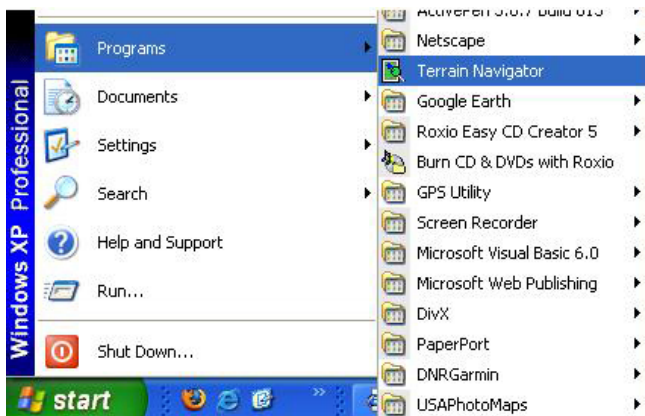 Windows XP Professional
Programs
Documents
Settings
Search
Help and Support
Run...
Shut Down...
start
Netscape
Terrain Navigator
Google Earth
Roxio Easy CD Creator 5
Burn CD & DVDs with Roxio
GPS Utility
Screen Recorder
Microsoft Visual Basic 6.0
Microsoft Web Publishing
DivX
PaperPort
DNRGarmin
USAPhotoMaps